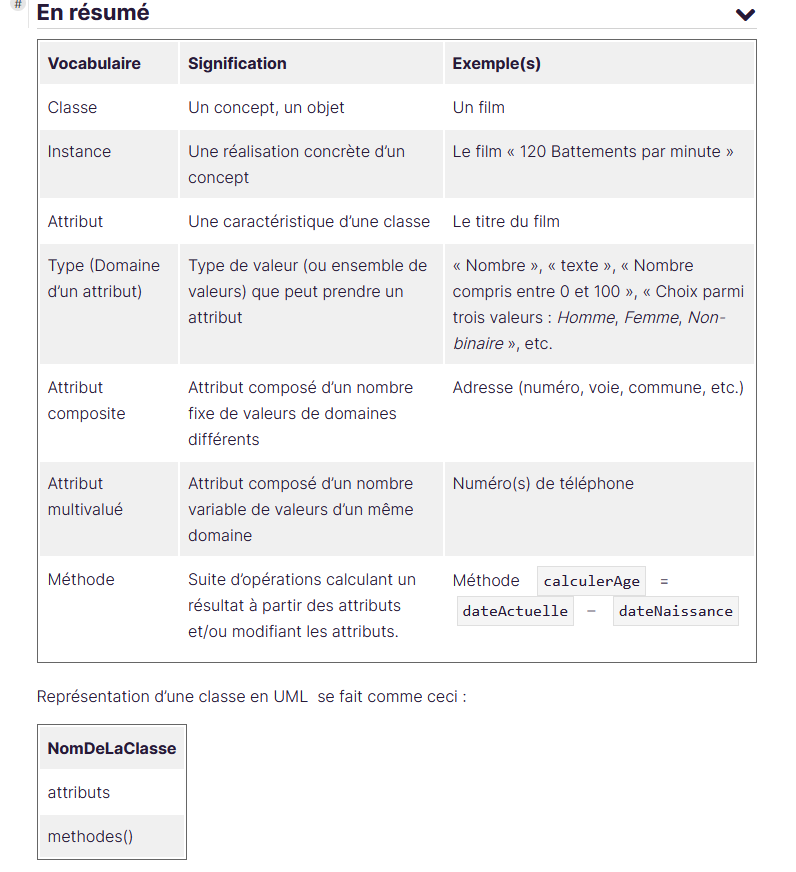 #
En résumé
Vocabulaire
Signification
Exemple(s)
Classe
Un concept, un objet
Un film
Instance
Une réalisation concrète d’un
concept
Le film « 120 Battements par minute »
Attribut
Une caractéristique d’une classe
Le titre du film
Type (Domaine
d’un attribut)
Type de valeur (ou ensemble de
valeurs) que peut prendre un
attribut
« Nombre », « texte », « Nombre
compris entre 0 et 100 », « Choix parmi
trois valeurs : Homme, Femme, Non-
binaire », etc.
Attribut
composite
Attribut composé d’un nombre
fixe de valeurs de domaines
différents
Adresse (numéro, voie, commune, etc.)
Attribut
multivalué
Attribut composé d’un nombre
variable de valeurs d’un même
domaine
Numéro(s) de téléphone
Méthode
Suite d’opérations calculant un
résultat à partir des attributs
et/ou modifiant les attributs.
Méthode calculerAge =
dateActuelle – dateNaissance
Représentation d’une classe en UML se fait comme ceci :
NomDeLaClasse
attributs
methodes()